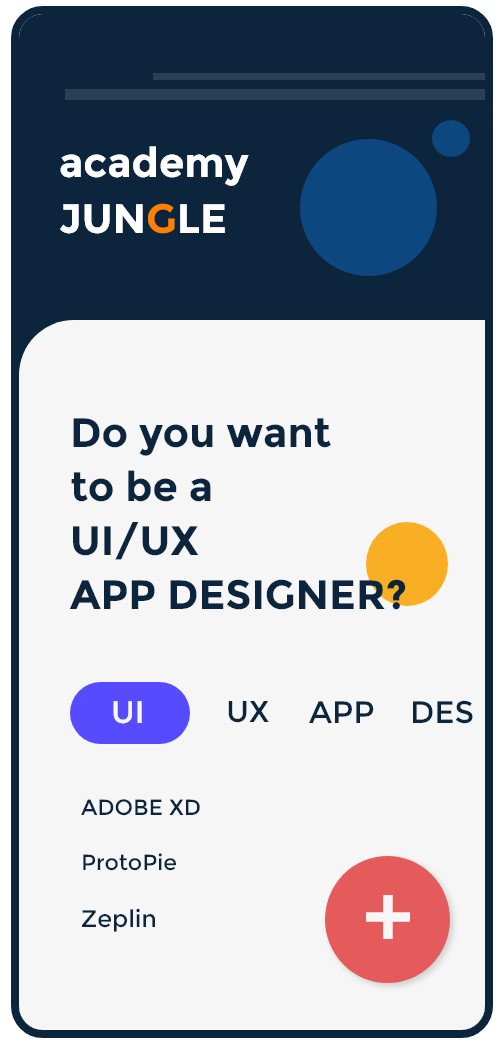 academy
JUNGLE
Do you want
to be a
UI/UX
APP DESIGNER?
UI UX APP DES
ADOBE XD
ProtoPie
Zeplin
+